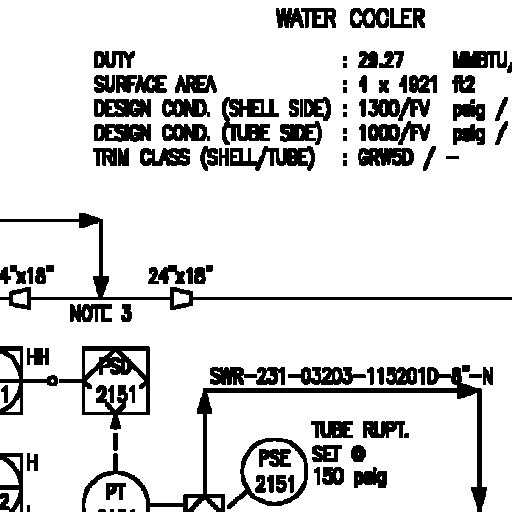 WATER COOLER
DUTY : 29.27 MMBTU/
SURFACE AREA : 1 x 4921 ft2
DESIGN COND. (SHELL SIDE) : 1300/FV psig /
DESIGN COND. (TUBE SIDE) : 1000/FV psig /
TRIM CLASS (SHELL/TUBE) : GRW5D / -
4"x18" 24"x18"
NOTE 3
HH
PSD
2151
1
SWR-231-03203-115201D-8"-N
TUBE RUPT.
SET @
150 psig
PSE
2151
H
2
PT